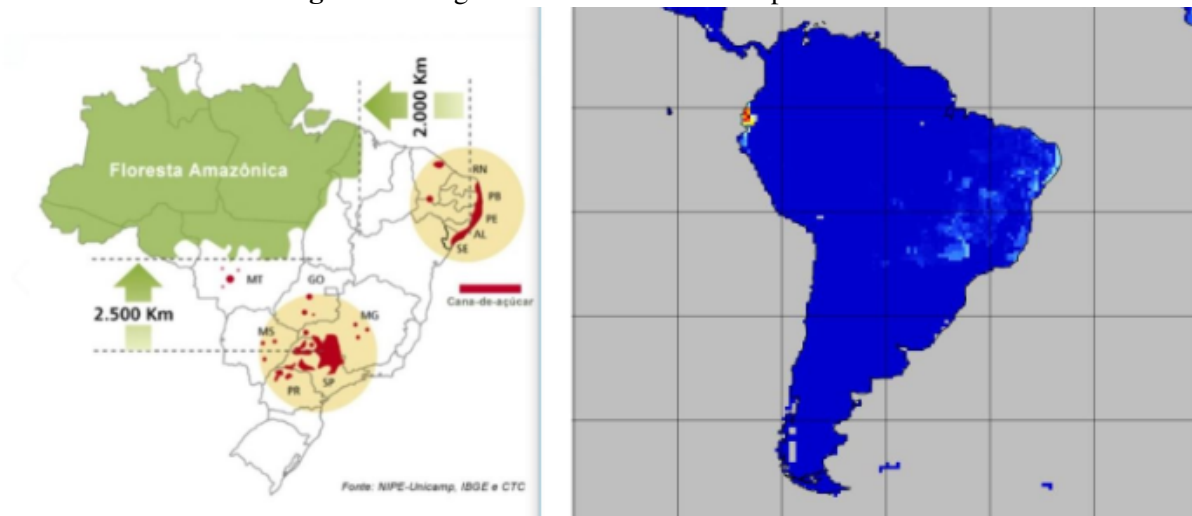 2.000 Km
Floresta Amazônica
RN
PB
PE
AL
SE
MT
GO
Cana-de-açúcar
2.500 Km
MS
MG
SP
PR
Fonte: NIPE-Unicamp, IBGE e CTC